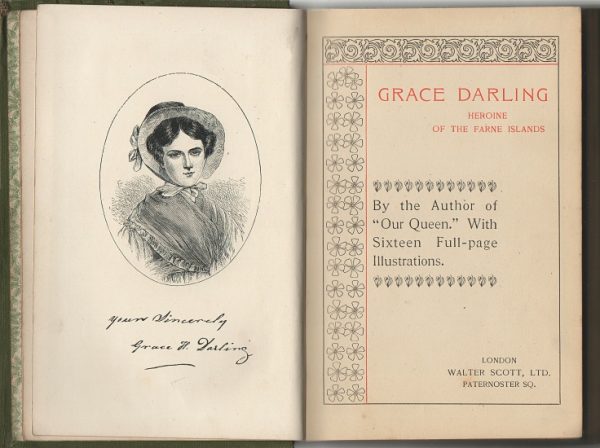 yours Sincerely
Grace H. Darling
GRACE DARLING
HEROINE
OF THE FARNE ISLANDS
By the Author of
"Our Queen." With
Sixteen Full-page
Illustrations.
LONDON
WALTER SCOTT, LTD.
PATERNOSTER SQ.